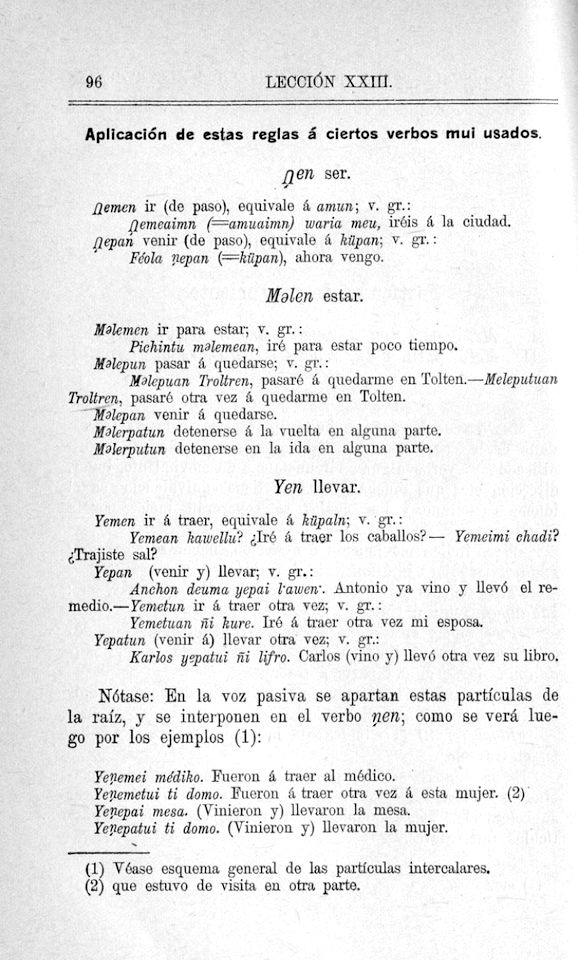 96 LECCIÓN XXIII.
Aplicación de estas reglas á ciertos verbos mui usados.
Ŋen ser.
Ŋemen ir (de paso), equivale á amun; v. gr.:
Ŋemeaimn (=amuaimn) waria meu, iréis á la ciudad.
Ŋepan venir (de paso), equivale á küpan; v. gr.:
Féola ŋepan (=küpan), ahora vengo.
Məlen estar.
Məlemen ir para estar; v. gr.:
Pichintu məlemean, iré para estar poco tiempo.
Məlepun pasar á quedarse; v. gr.:
Məlepuan Troltren, pasaré á quedarme en Tolten.—Meleputuan
Troltren, pasaré otra vez á quedarme en Tolten.
Məlepan venir á quedarse.
Məlerpatun detenerse á la vuelta en alguna parte.
Məlerputun detenerse en la ida en alguna parte.
Yen llevar.
Yemen ir á traer, equivale á küpaln; v. gr.:
Yemean kawellu? ¿Iré á traer los caballos?— Yemeimi chadi?
¿Trajiste sal?
Yepan (venir y) llevar; v. gr.:
Anchon deuma yepai l'awen'. Antonio ya vino y llevó el re-
medio.—Yemetun ir á traer otra vez; v. gr.:
Yemetuan ñi kure. Iré á traer otra vez mi esposa.
Yepatun (venir á) llevar otra vez; v. gr.:
Karlos yepatui ñi lifro. Carlos (vino y) llevó otra vez su libro.
Nótase: En la voz pasiva se apartan estas partículas de
la raíz, y se interponen en el verbo ŋen; como se verá lue-
go por los ejemplos (1):
Yeŋemei médiko. Fueron á traer al médico.
Yeŋemetui ti domo. Fueron á traer otra vez á esta mujer. (2)
Yeŋepai mesa. (Vinieron y) llevaron la mesa.
Yeŋepatui ti domo. (Vinieron y) llevaron la mujer.
(1) Véase esquema general de las partículas intercalares.
(2) que estuvo de visita en otra parte.